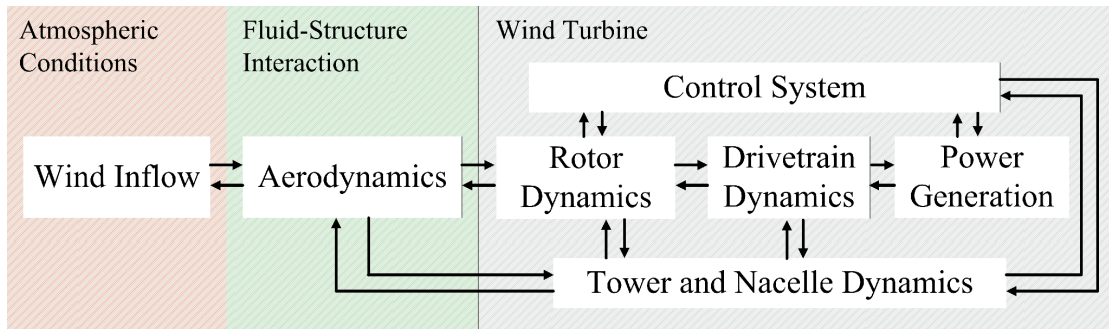 Atmospheric
Conditions
Fluid-Structure
Interaction
Wind Turbine
Control System
Wind Inflow
Aerodynamics
Rotor
Dynamics
Drivetrain
Dynamics
Power
Generation
Tower and Nacelle Dynamics